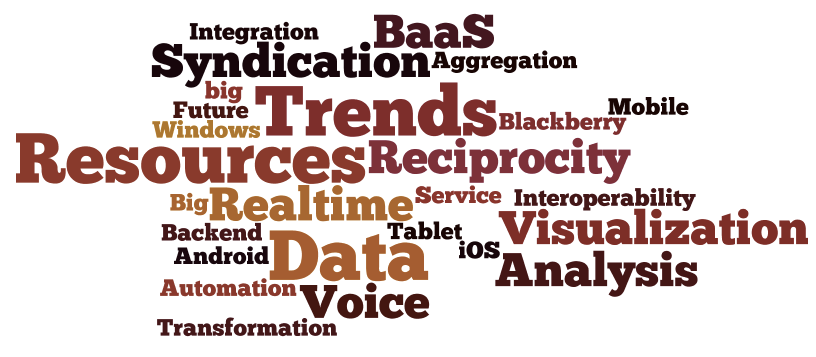 Integration BaaS
Syndication Aggregation
big Trends Mobile
Future Blackberry
Windows
Resources Reciprocity
Big Realtime Service Interoperability
Backend Tablet Visualization
Android Data iOS Analysis
Automation Voice
Transformation